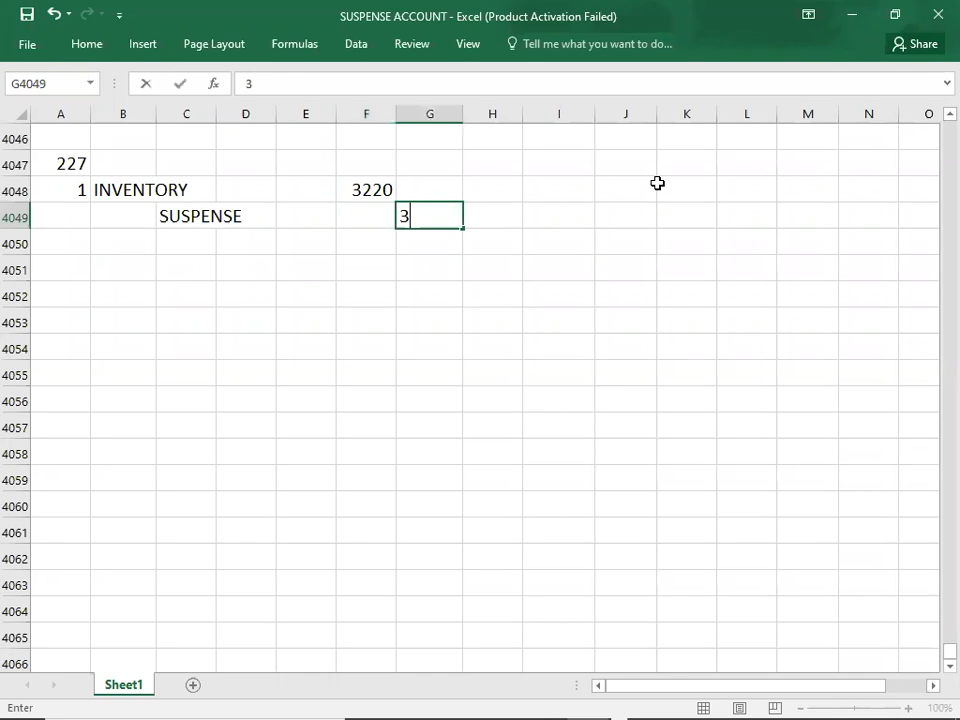 SUSPENSE ACCOUNT - Excel (Product Activation Failed)
File Home Insert Page Layout Formulas Data Review View Tell me what you want to do... Share
G4049 fx 3
A B C D E F G H I J K L M N O
4046
4047 227
4048 1 INVENTORY 3220
4049 SUSPENSE 3
4050
4051
4052
4053
4054
4055
4056
4057
4058
4059
4060
4061
4062
4063
4064
4065
4066
Sheet1
Enter 100%